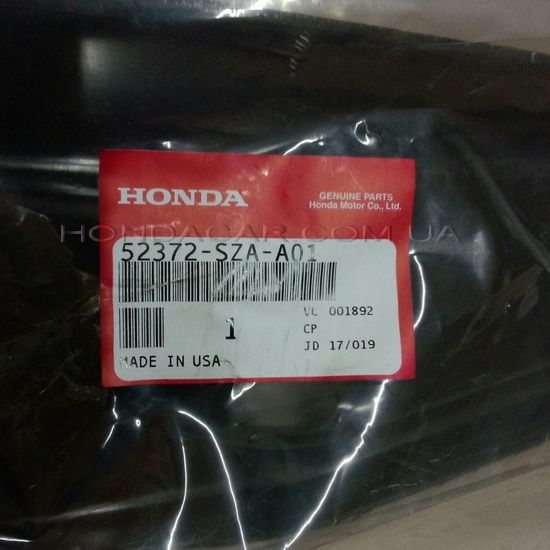 HONDA
GENUINE PARTS
Honda Motor Co., Ltd.
HONDACAR.COM.UA
52372-SZA-A01
VC 001892
1
CP
JD 17/019
MADE IN USA